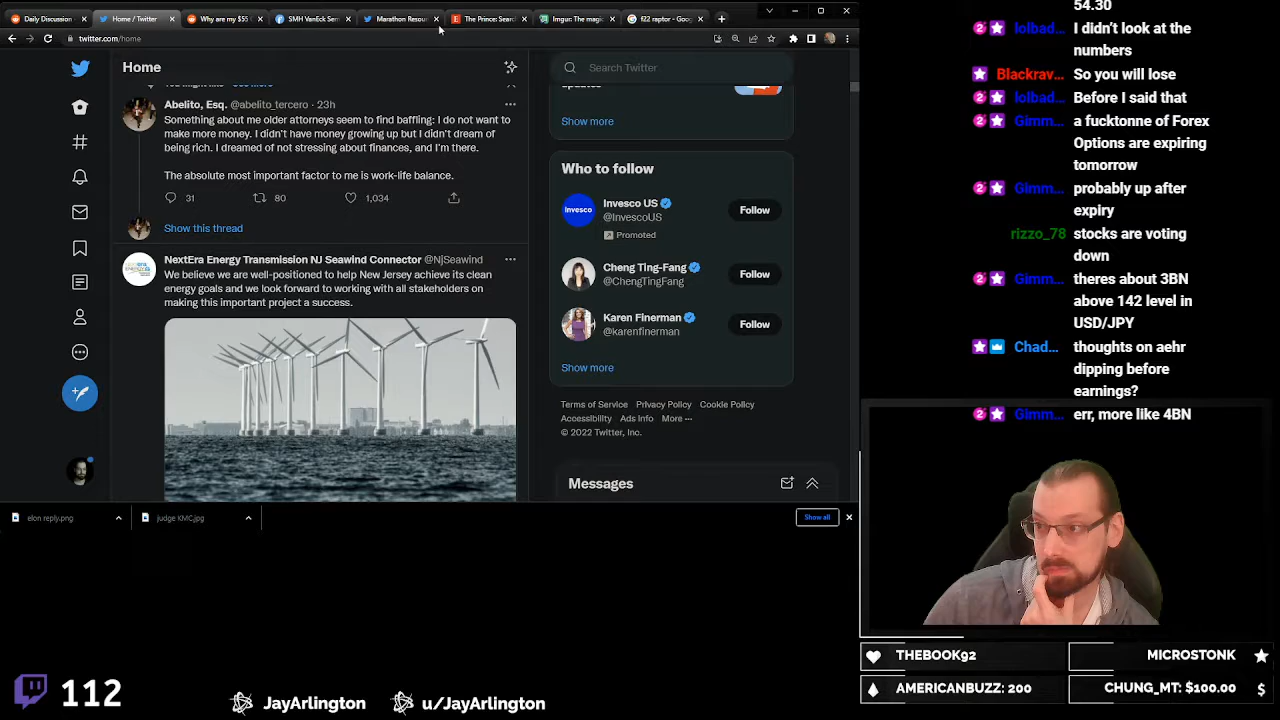 Daily Discussion
Home / Twitter
Why are my $55
SMH VanEck Sem
Marathon Resou
The Prince: Searc
Imgur: The magic
f22 raptor - Goog
twitter.com/home
Home
Search Twitter
Abelito, Esq. @abelito_tercero · 23h
Something about me older attorneys seem to find baffling: I do not want to
make more money. I didn't have money growing up but I didn't dream of
being rich. I dreamed of not stressing about finances, and I'm there.
The absolute most important factor to me is work-life balance.
31
80
1,034
Show this thread
NextEra Energy Transmission NJ Seawind Connector @NjSeawind
We believe we are well-positioned to help New Jersey achieve its clean
energy goals and we look forward to working with all stakeholders on
making this important project a success.
Show more
Who to follow
Invesco US
@InvescoUS
Promoted
Follow
Cheng Ting-Fang
@ChengTingFang
Follow
Karen Finerman
@karenfinerman
Follow
Show more
Terms of Service Privacy Policy Cookie Policy
Accessibility Ads Info More ···
© 2022 Twitter, Inc.
Messages
elon reply.png
judge KMC.jpg
Show all
54.30
lolbad... I didn't look at the
numbers
Blackrav... So you will lose
lolbad... Before I said that
Gimm... a fucktonne of Forex
Options are expiring
tomorrow
Gimm... probably up after
expiry
rizzo_78 stocks are voting
down
Gimm... theres about 3BN
above 142 level in
USD/JPY
Chad... thoughts on aehr
dipping before
earnings?
Gimm... err, more like 4BN
THEBOOK92
MICROSTONK
AMERICANBUZZ: 200
CHUNG_MT: $100.00
112
JayArlington
u/JayArlington